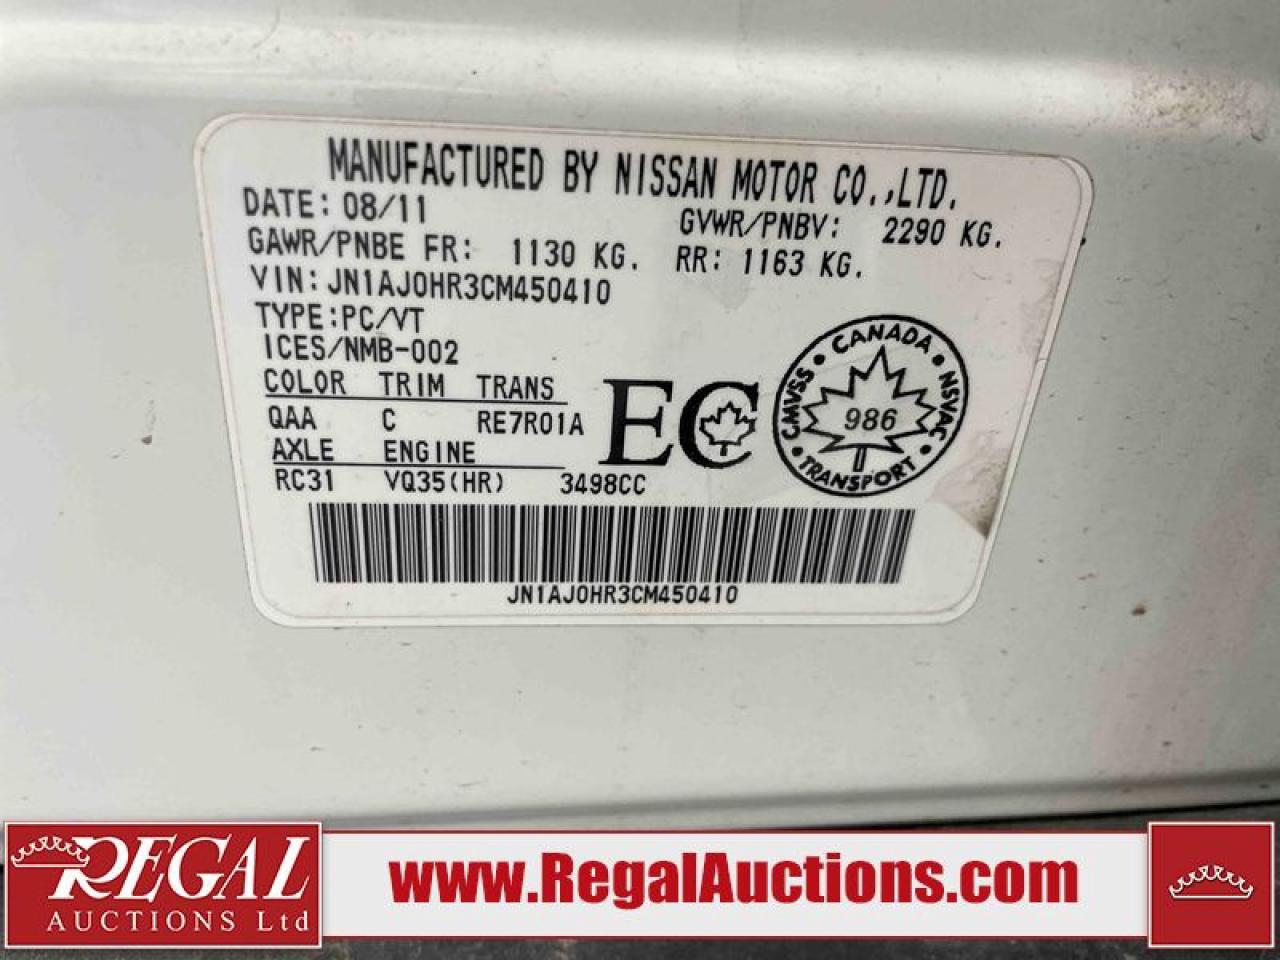 MANUFACTURED BY NISSAN MOTOR CO.,LTD.
DATE: 08/11 GVWR/PNBV: 2290 KG.
GAWR/PNBE FR: 1130 KG. RR: 1163 KG.
VIN: JN1AJ0HR3CM450410
TYPE:PC/VT
ICES/NMB-002
COLOR TRIM TRANS
QAA C RE7R01A
AXLE ENGINE
RC31 VQ35(HR) 3498CC
EC
CANADA • NSVAC • TRANSPORT • CMVSS •
986
JN1AJ0HR3CM450410
REGAL
AUCTIONS Ltd
www.RegalAuctions.com